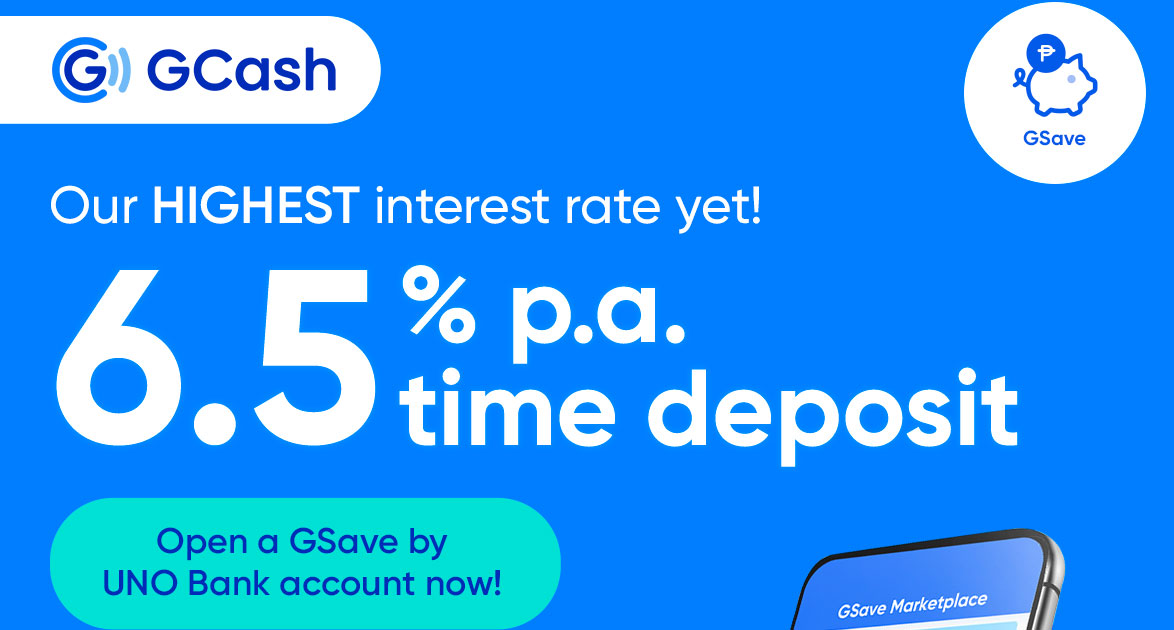 GCash
GSave
Our HIGHEST interest rate yet!
6.5% p.a.
time deposit
Open a GSave by
UNO Bank account now!
GSave Marketplace